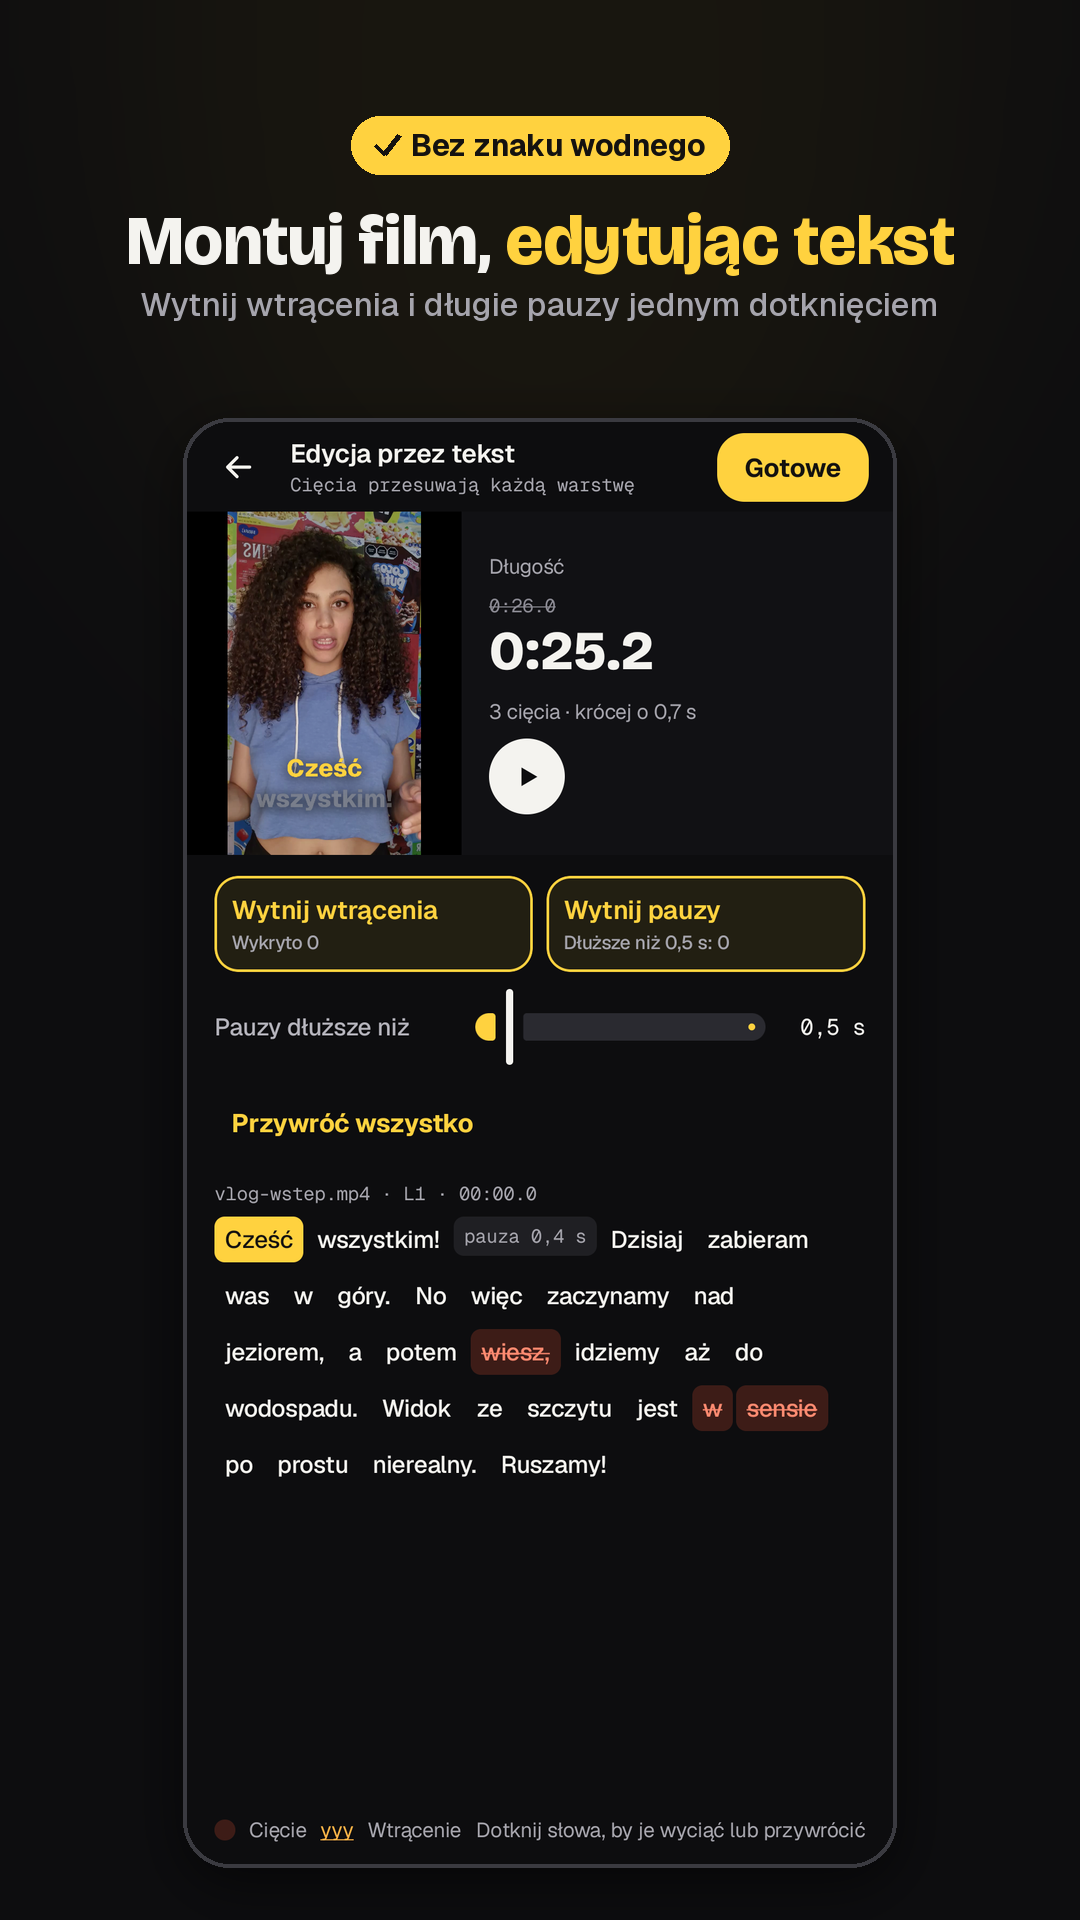 ✓ Bez znaku wodnego
Montuj film, edytując tekst
Wytnij wtrącenia i długie pauzy jednym dotknięciem
Edycja przez tekst
Cięcia przesuwają każdą warstwę
Gotowe
Cześć
wszystkim!
Długość
0:26.0
0:25.2
3 cięcia · krócej o 0,7 s
Wytnij wtrącenia
Wykryto 0
Wytnij pauzy
Dłuższe niż 0,5 s: 0
Pauzy dłuższe niż
0,5 s
Przywróć wszystko
vlog-wstep.mp4 · L1 · 00:00.0
Cześć wszystkim! pauza 0,4 s Dzisiaj zabieram
was w góry. No więc zaczynamy nad
jeziorem, a potem wiesz, idziemy aż do
wodospadu. Widok ze szczytu jest w sensie
po prostu nierealny. Ruszamy!
Cięcie yyy Wtrącenie Dotknij słowa, by je wyciąć lub przywrócić